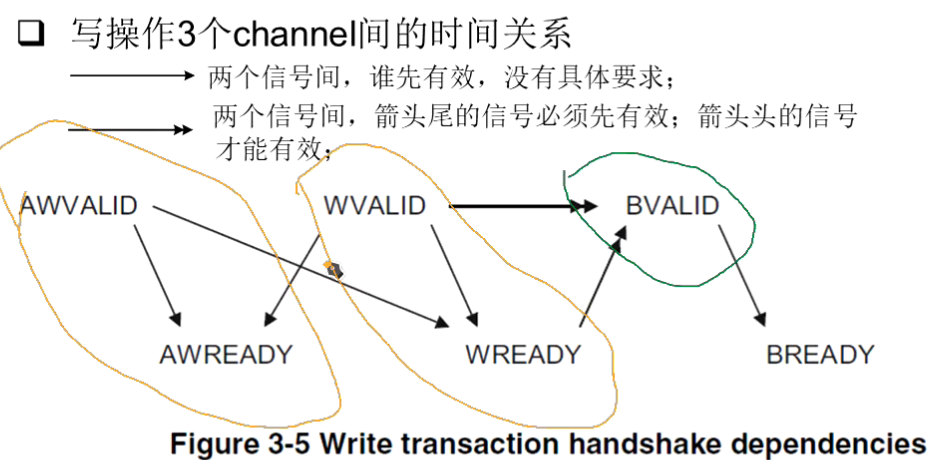 写操作3个channel间的时间关系
两个信号间，谁先有效，没有具体要求；
两个信号间，箭头尾的信号必须先有效；箭头头的信号
才能有效；
AWVALID WVALID BVALID
AWREADY WREADY BREADY
Figure 3-5 Write transaction handshake dependencies